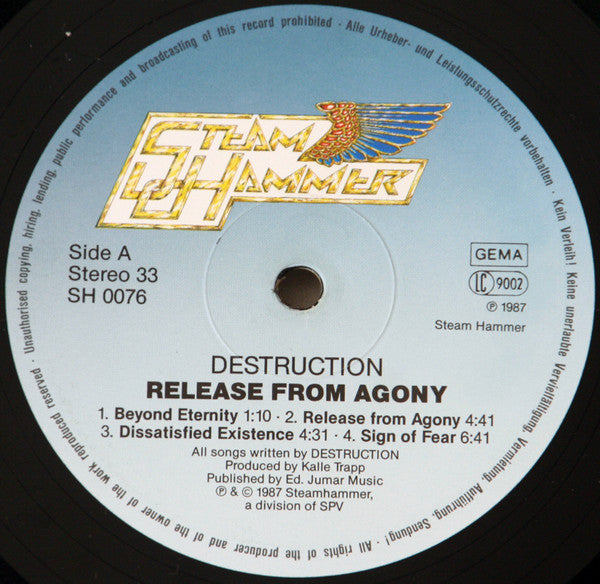 STEAM
HAMMER
Side A
Stereo 33
SH 0076
GEMA
LC 9002
℗ 1987
Steam Hammer
DESTRUCTION
RELEASE FROM AGONY
1. Beyond Eternity 1:10 · 2. Release from Agony 4:41
3. Dissatisfied Existence 4:31 · 4. Sign of Fear 6:41
All songs written by DESTRUCTION
Produced by Kalle Trapp
Published by Ed. Jumar Music
℗ & © 1987 Steamhammer,
a division of SPV
· All rights of the producer and of the owner of the work reproduced reserved · Unauthorised copying, hiring, lending, public performance and broadcasting of this record prohibited · Alle Urheber- und Leistungsschutzrechte vorbehalten · Kein Verleih! Keine unerlaubte Vervielfältigung, Vermietung, Aufführung, Sendung!